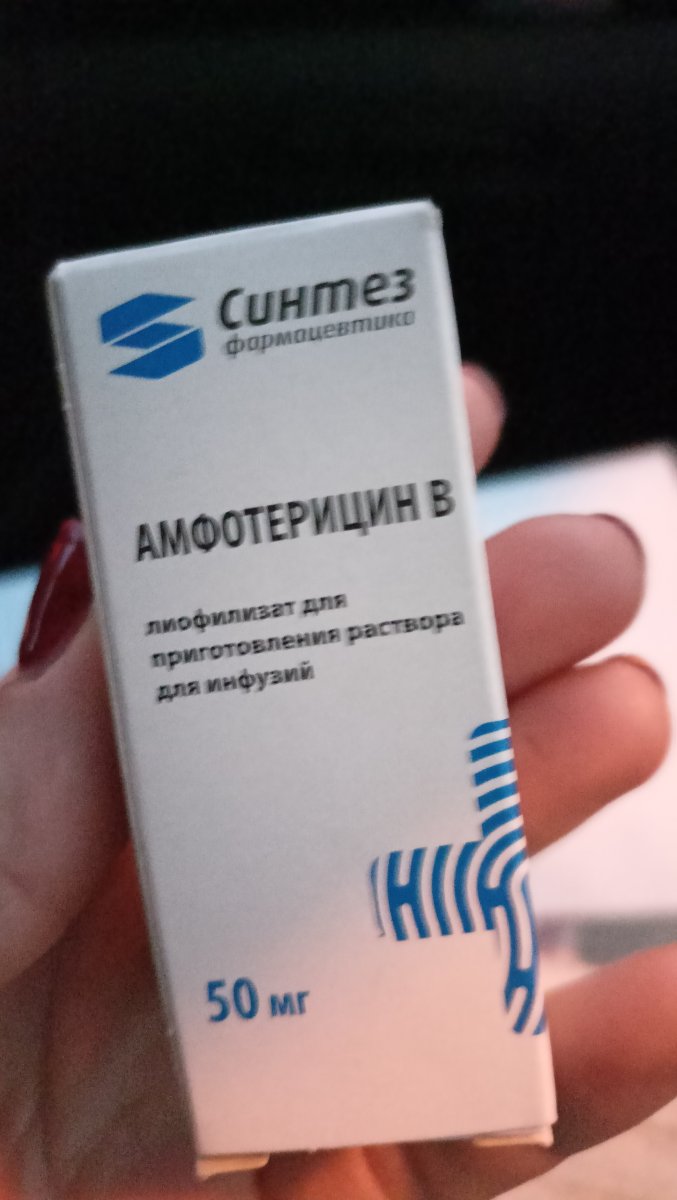 Синтез
фармацевтика
АМФОТЕРИЦИН В
лиофилизат для
приготовления раствора
для инфузий
50 мг